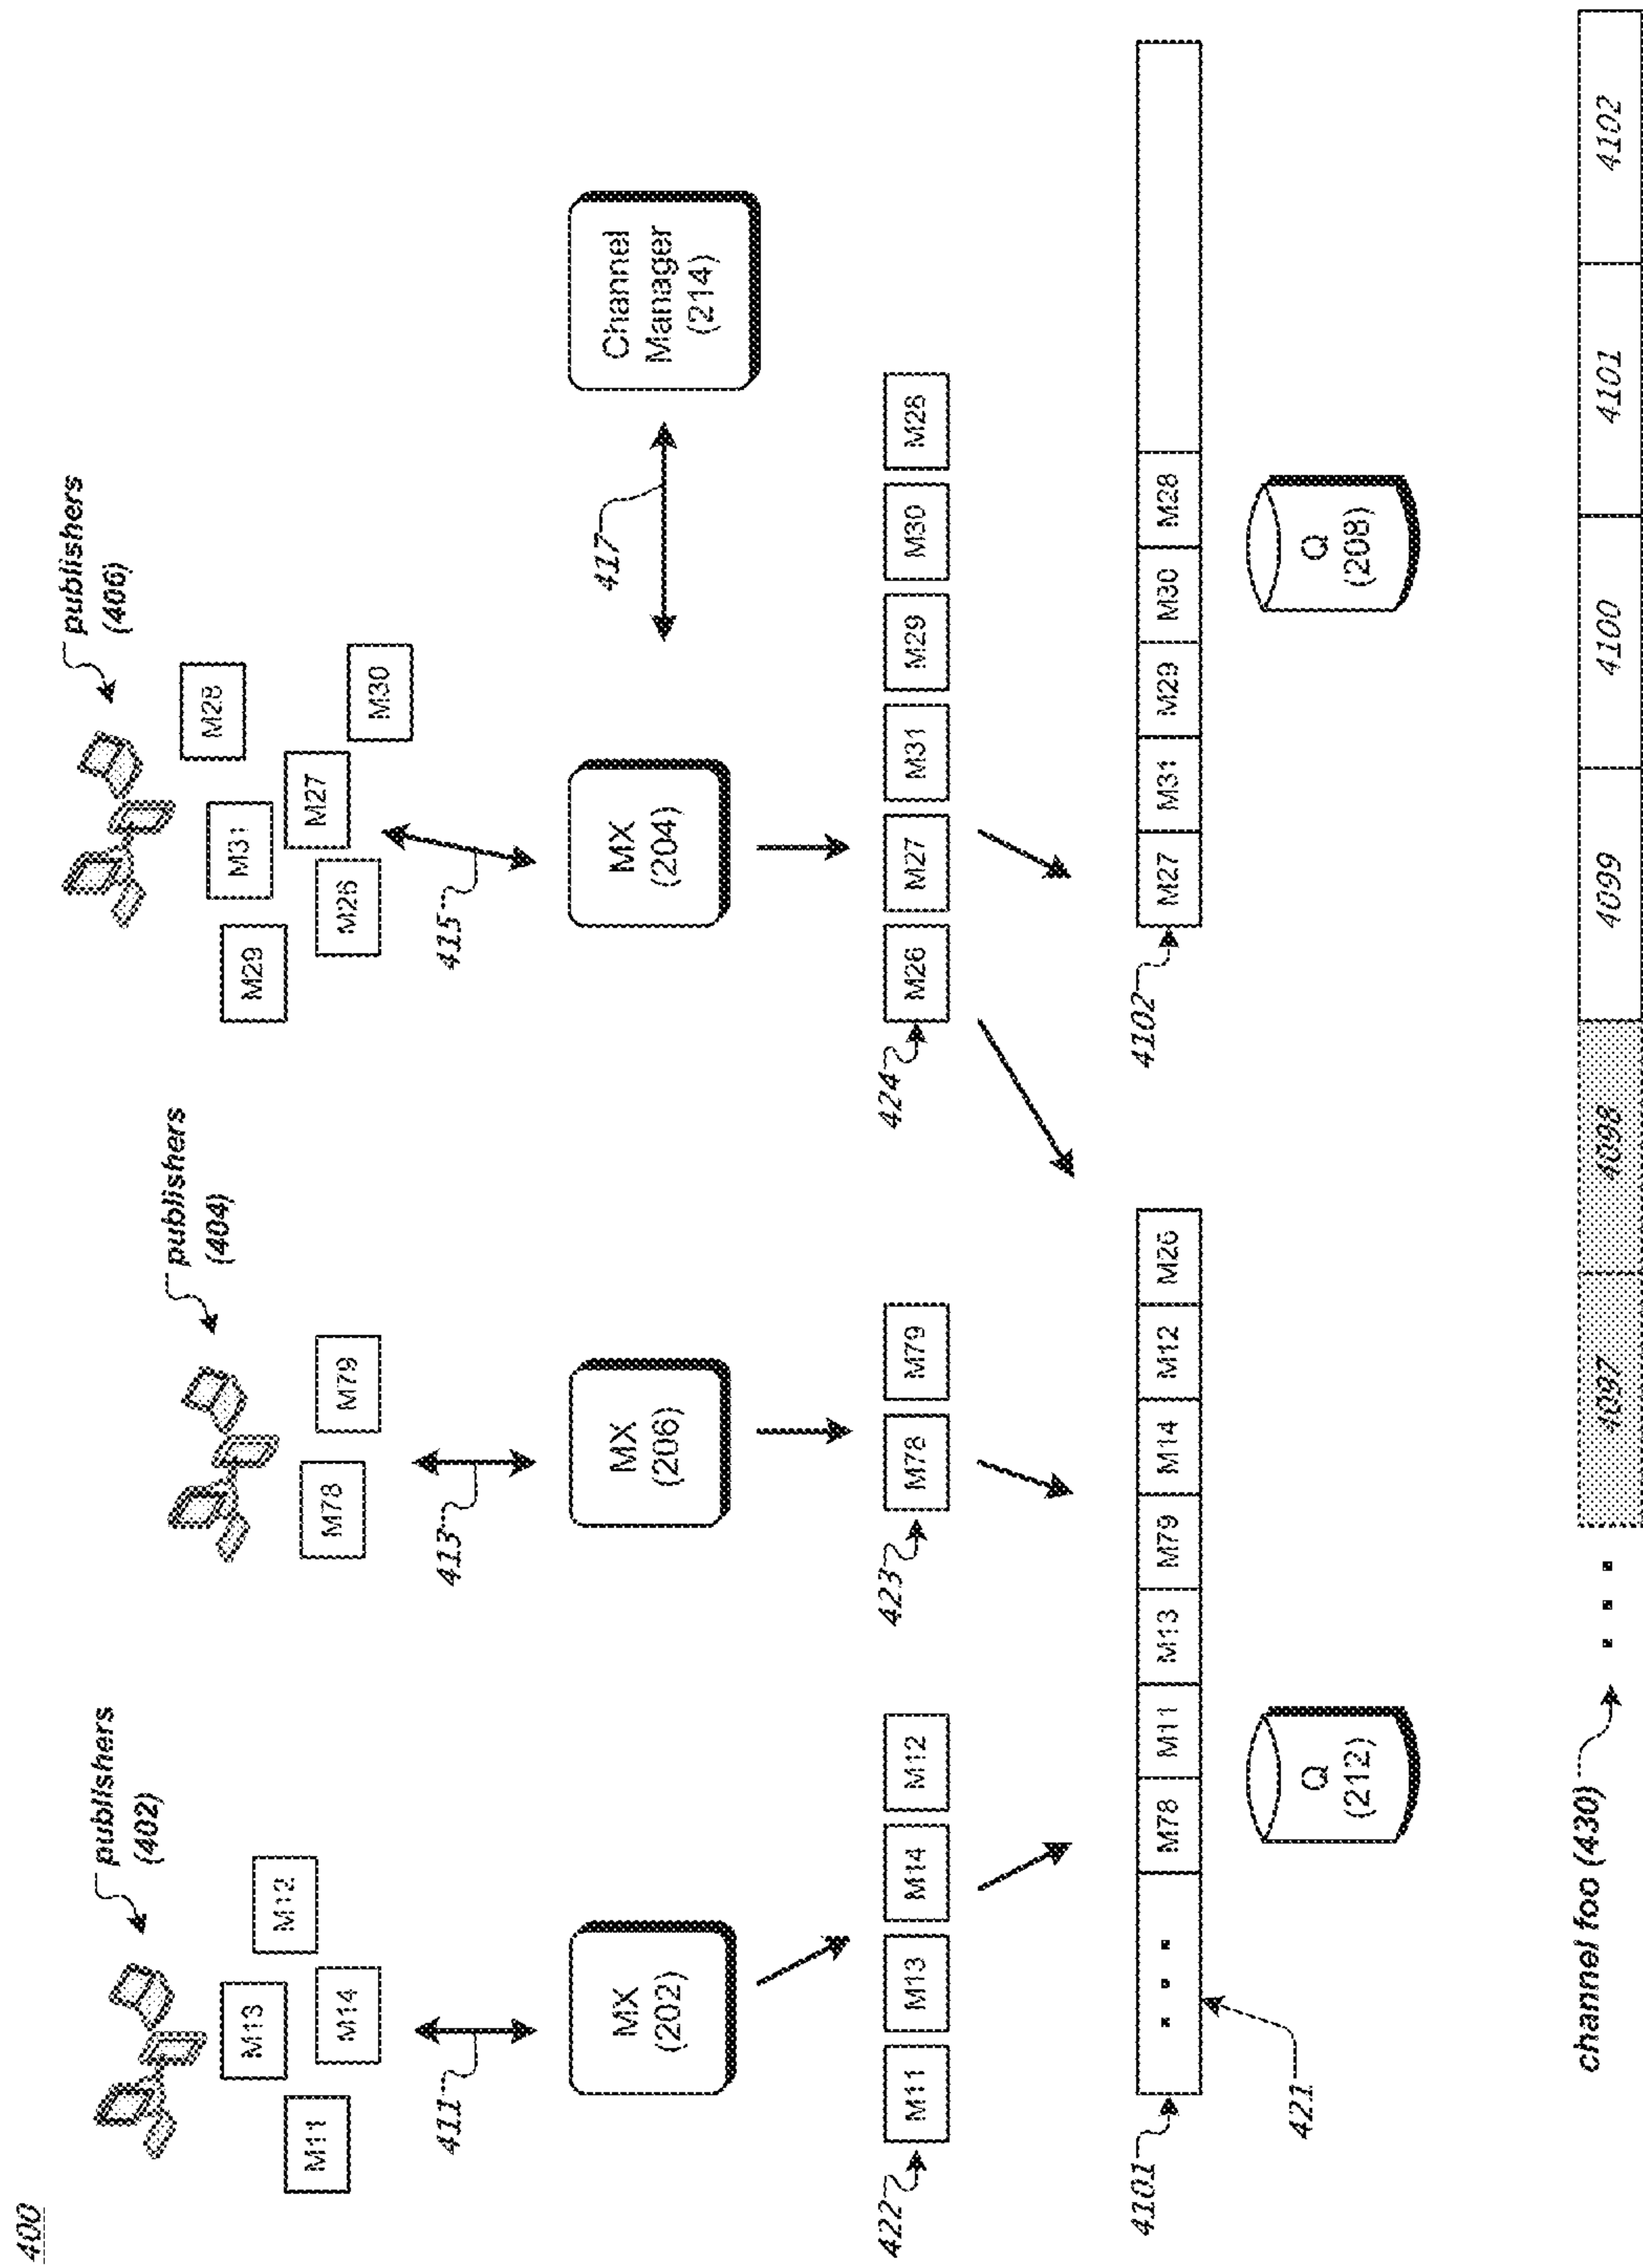 400
publishers
(402)
M11
M13
M12
M14
411
MX
(202)
422
M11
M13
M14
M12
publishers
(404)
M78
M79
413
MX
(206)
423
M78
M79
publishers
(406)
M29
M31
M28
M26
M27
M30
415
MX
(204)
417
Channel
Manager
(214)
424
M26
M27
M31
M29
M30
M28
4101
...
M78
M11
M13
M79
M14
M12
M26
421
Q
(212)
4102
M27
M31
M29
M30
M28
Q
(208)
channel foo (430)
...
4097
4098
4099
4100
4101
4102